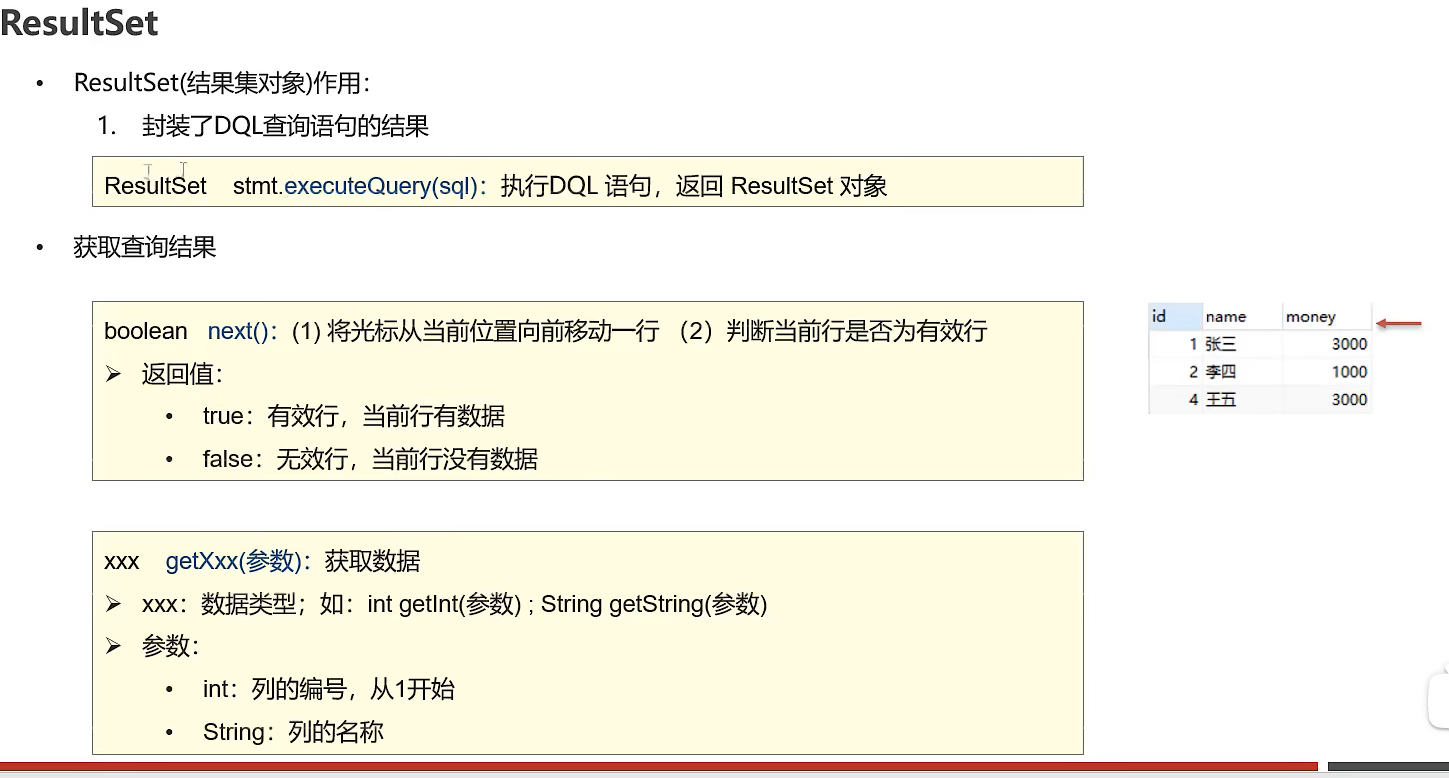 ResultSet
• ResultSet(结果集对象)作用：
1. 封装了DQL查询语句的结果
ResultSet stmt.executeQuery(sql)：执行DQL 语句，返回 ResultSet 对象
• 获取查询结果
boolean next()：(1) 将光标从当前位置向前移动一行 （2）判断当前行是否为有效行
➢ 返回值：
• true：有效行，当前行有数据
• false：无效行，当前行没有数据
id name money
1 张三 3000
2 李四 1000
4 王五 3000
xxx getXxx(参数)：获取数据
➢ xxx：数据类型；如：int getInt(参数) ; String getString(参数)
➢ 参数：
• int：列的编号，从1开始
• String：列的名称